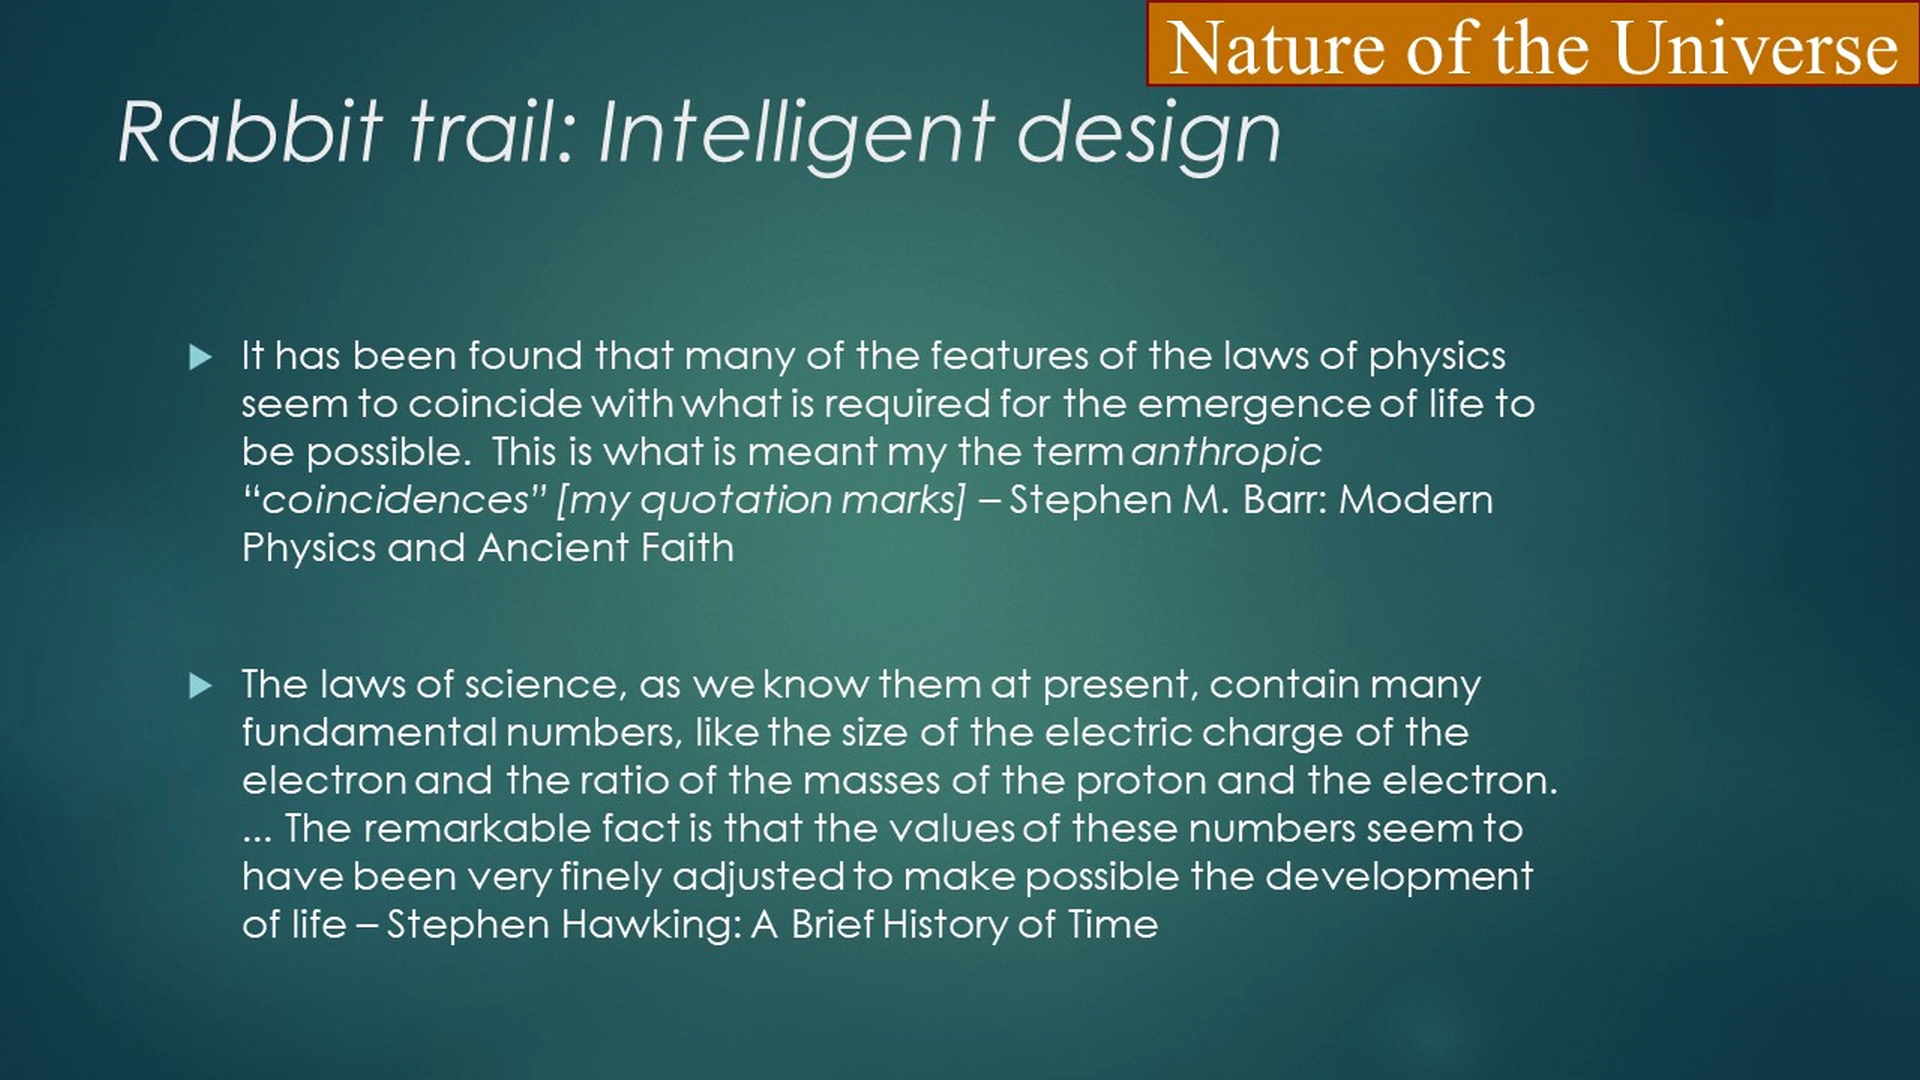 Nature of the Universe
Rabbit trail: Intelligent design
It has been found that many of the features of the laws of physics
seem to coincide with what is required for the emergence of life to
be possible.  This is what is meant my the term anthropic
“coincidences” [my quotation marks] – Stephen M. Barr: Modern
Physics and Ancient Faith
The laws of science, as we know them at present, contain many
fundamental numbers, like the size of the electric charge of the
electron and the ratio of the masses of the proton and the electron.
... The remarkable fact is that the values of these numbers seem to
have been very finely adjusted to make possible the development
of life – Stephen Hawking: A Brief History of Time